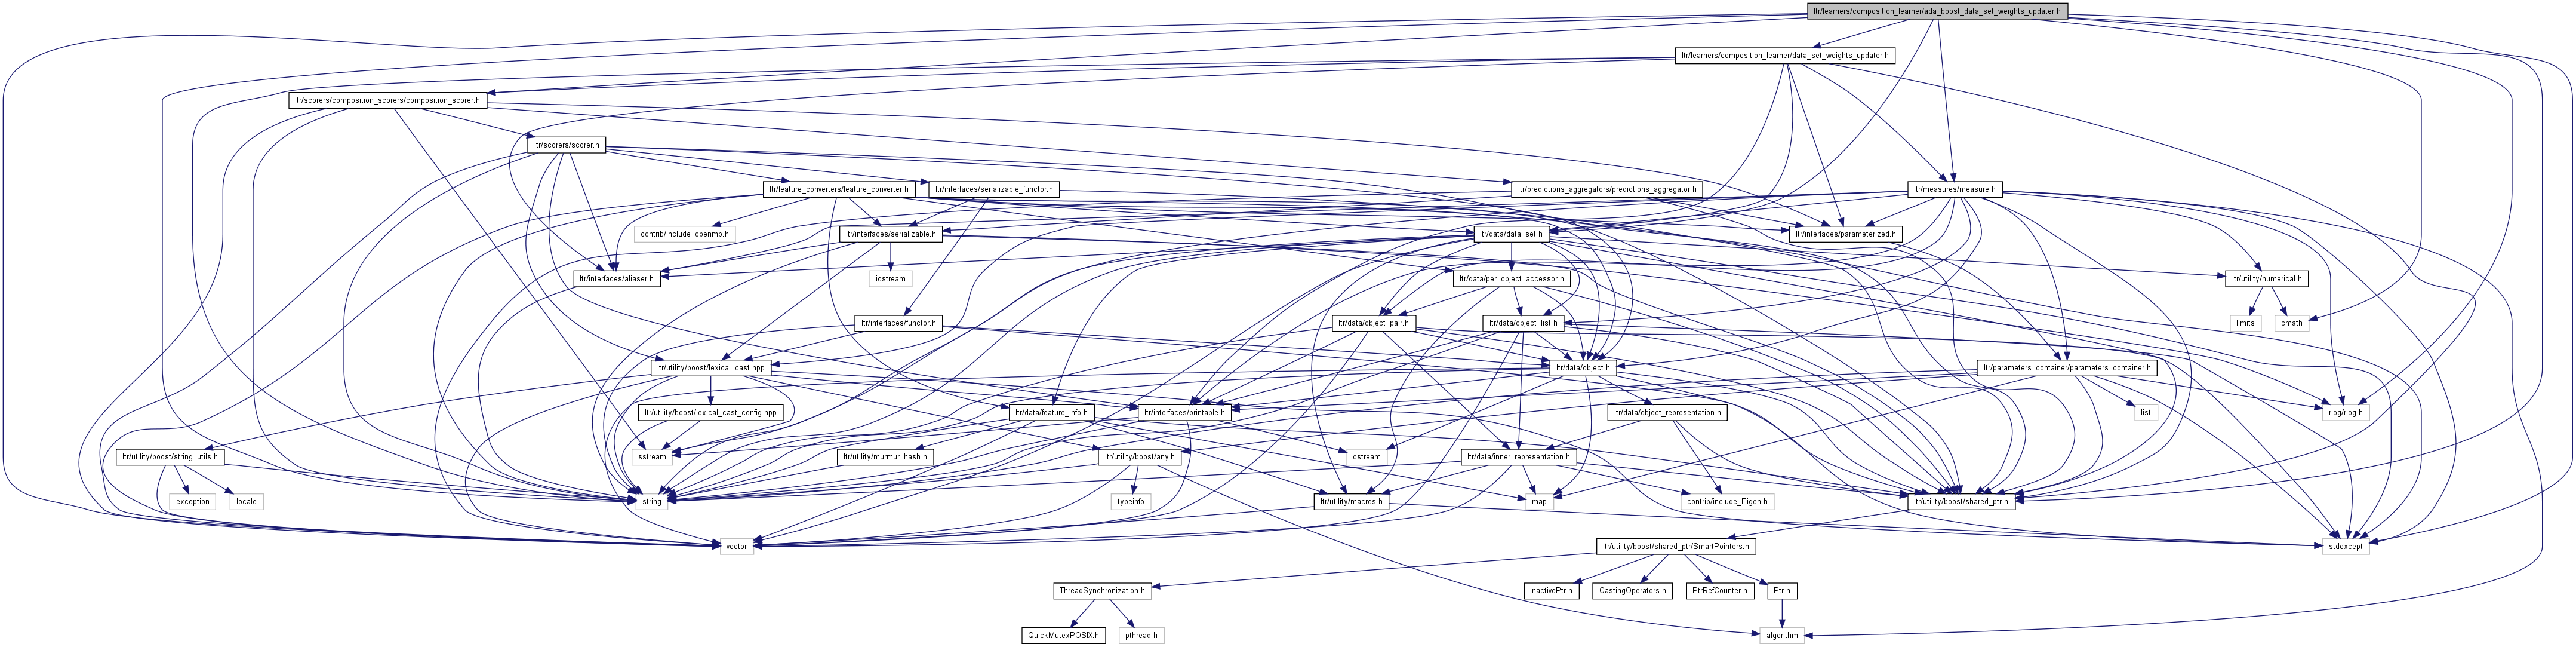 ltr/learners/composition_learner/ada_boost_data_set_weights_updater.h
ltr/learners/composition_learner/data_set_weights_updater.h
ltr/scorers/composition_scorers/composition_scorer.h
ltr/scorers/scorer.h
ltr/feature_converters/feature_converter.h
ltr/interfaces/serializable_functor.h
ltr/predictions_aggregators/predictions_aggregator.h
ltr/measures/measure.h
contrib/include_openmp.h
ltr/interfaces/serializable.h
ltr/data/data_set.h
ltr/interfaces/parameterized.h
ltr/interfaces/aliaser.h
iostream
ltr/data/per_object_accessor.h
ltr/utility/numerical.h
ltr/interfaces/functor.h
ltr/data/object_pair.h
ltr/data/object_list.h
limits
cmath
ltr/utility/boost/lexical_cast.hpp
ltr/data/object.h
ltr/parameters_container/parameters_container.h
ltr/utility/boost/lexical_cast_config.hpp
ltr/data/feature_info.h
ltr/interfaces/printable.h
ltr/data/object_representation.h
list
rlog/rlog.h
ltr/utility/boost/string_utils.h
sstream
ltr/utility/murmur_hash.h
ltr/utility/boost/any.h
ostream
ltr/data/inner_representation.h
exception
locale
string
typeinfo
ltr/utility/macros.h
map
contrib/include_Eigen.h
ltr/utility/boost/shared_ptr.h
vector
ltr/utility/boost/shared_ptr/SmartPointers.h
stdexcept
ThreadSynchronization.h
InactivePtr.h
CastingOperators.h
PtrRefCounter.h
Ptr.h
QuickMutexPOSIX.h
pthread.h
algorithm